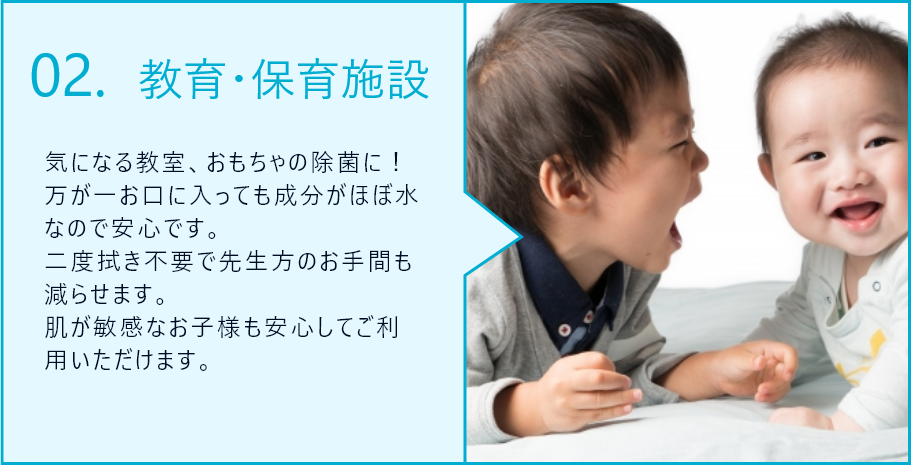 02. 教育・保育施設
気になる教室、おもちゃの除菌に！
万が一お口に入っても成分がほぼ水
なので安心です。
二度拭き不要で先生方のお手間も
減らせます。
肌が敏感なお子様も安心してご利
用いただけます。